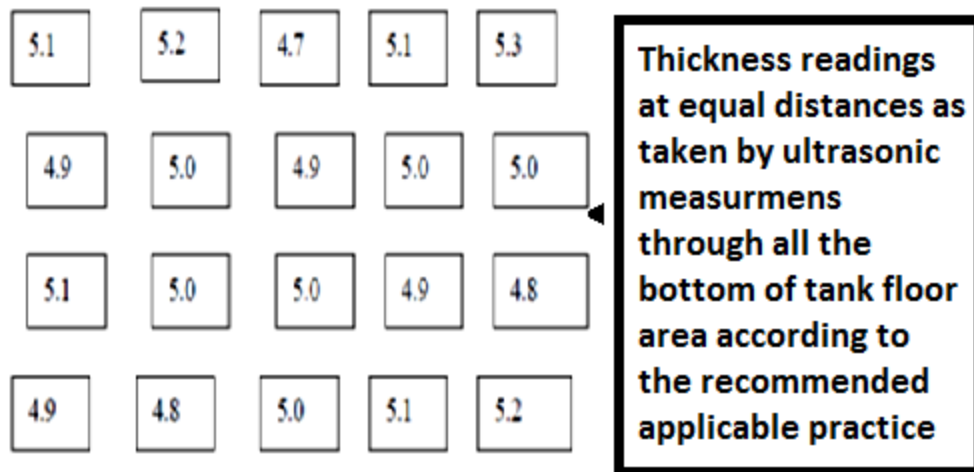 5.1 5.2 4.7 5.1 5.3
4.9 5.0 4.9 5.0 5.0
5.1 5.0 5.0 4.9 4.8
4.9 4.8 5.0 5.1 5.2
Thickness readings
at equal distances as
taken by ultrasonic
measurmens
through all the
bottom of tank floor
area according to
the recommended
applicable practice